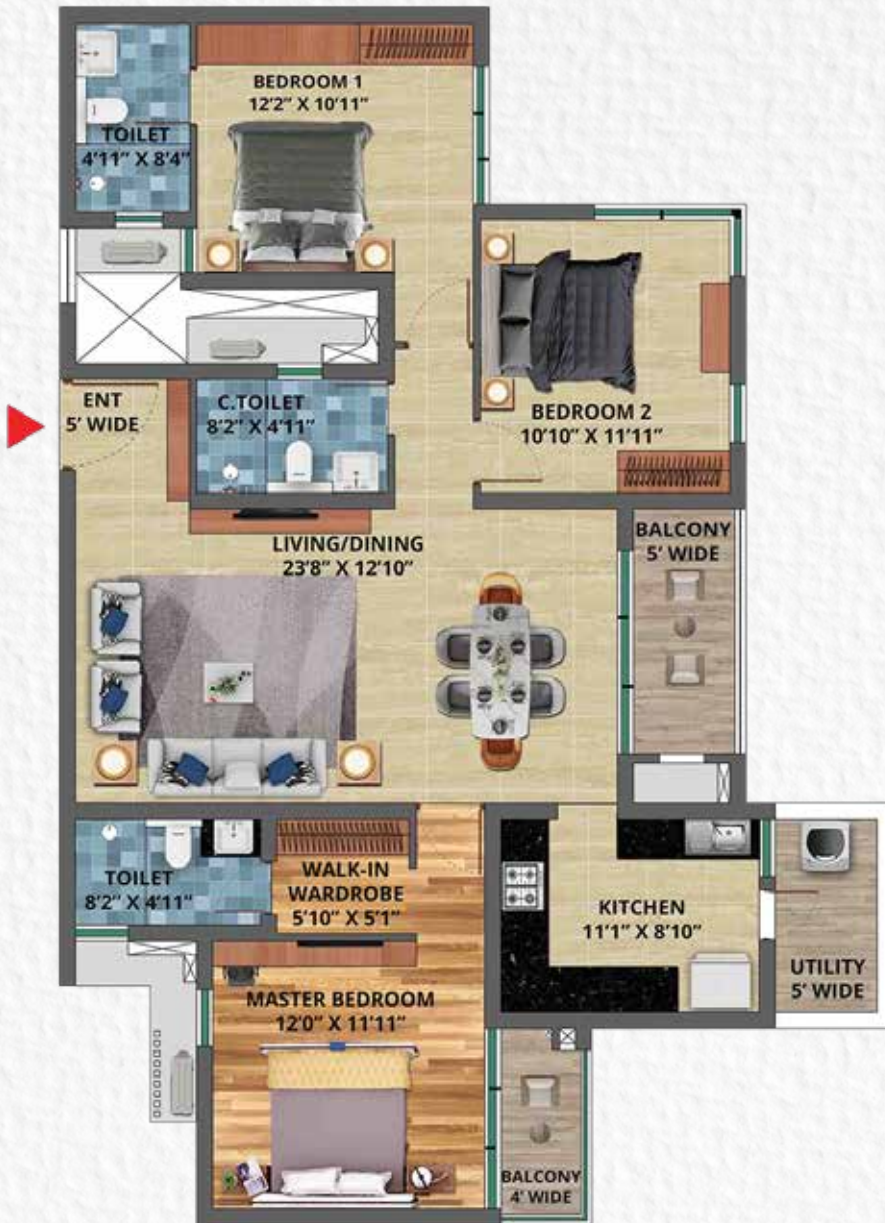 BEDROOM 1
12'2" X 10'11"
TOILET
4'11" X 8'4"
ENT
5' WIDE
C.TOILET
8'2" X 4'11"
BEDROOM 2
10'10" X 11'11"
LIVING/DINING
23'8" X 12'10"
BALCONY
5' WIDE
TOILET
8'2" X 4'11"
WALK-IN
WARDROBE
5'10" X 5'1"
KITCHEN
11'1" X 8'10"
UTILITY
5' WIDE
MASTER BEDROOM
12'0" X 11'11"
BALCONY
4' WIDE